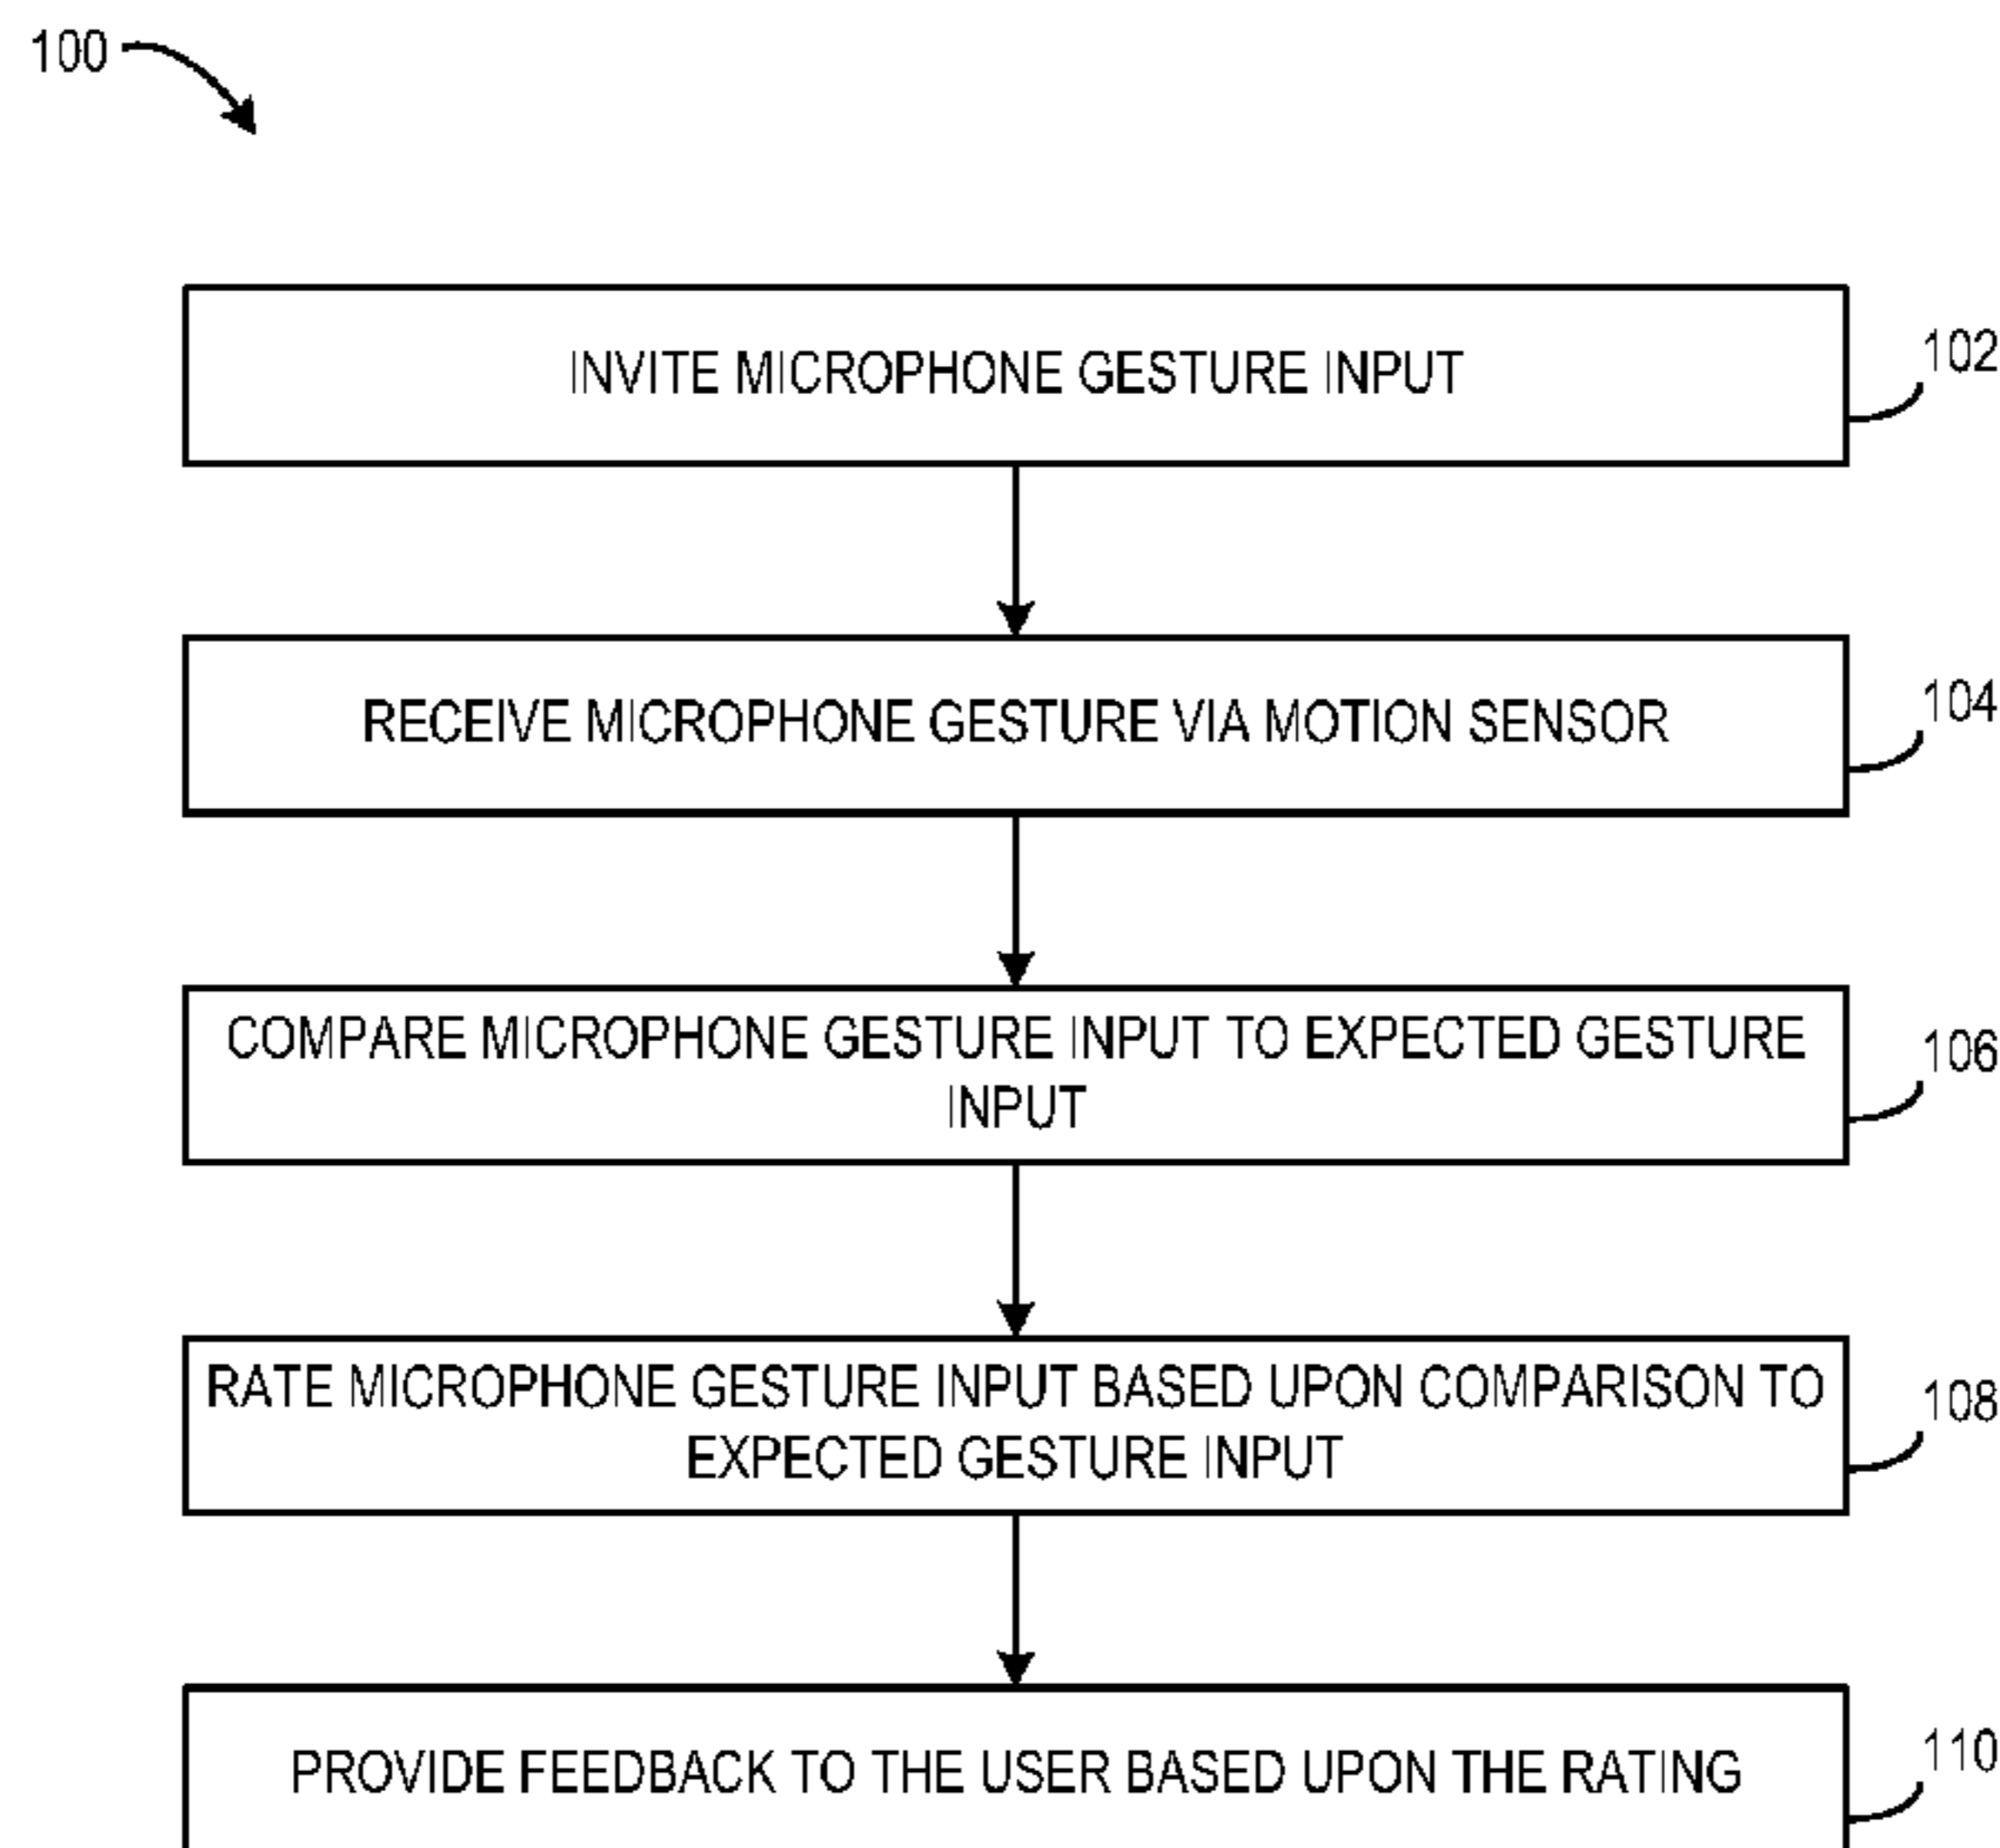 100
INVITE MICROPHONE GESTURE INPUT
102
RECEIVE MICROPHONE GESTURE VIA MOTION SENSOR
104
COMPARE MICROPHONE GESTURE INPUT TO EXPECTED GESTURE
INPUT
106
RATE MICROPHONE GESTURE INPUT BASED UPON COMPARISON TO
EXPECTED GESTURE INPUT
108
PROVIDE FEEDBACK TO THE USER BASED UPON THE RATING
110